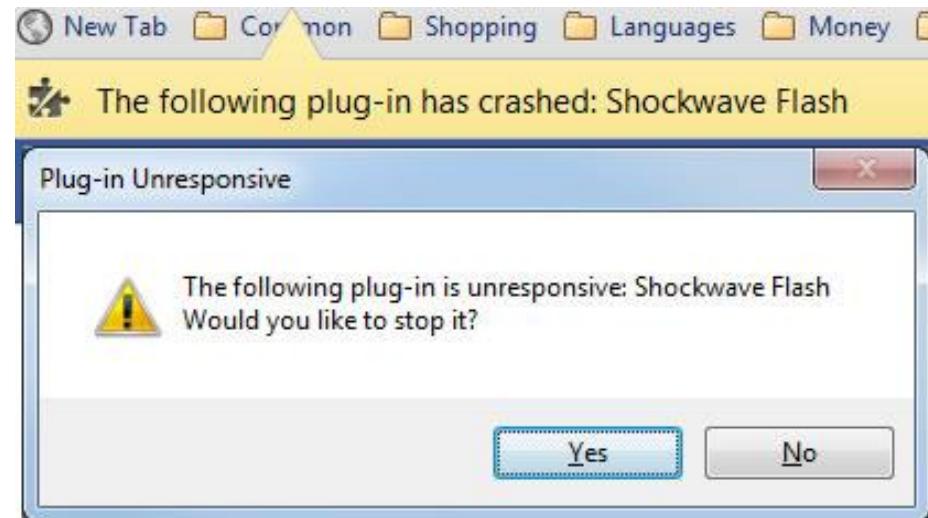 New Tab Common Shopping Languages Money
The following plug-in has crashed: Shockwave Flash
Plug-in Unresponsive
The following plug-in is unresponsive: Shockwave Flash
Would you like to stop it?
Yes No